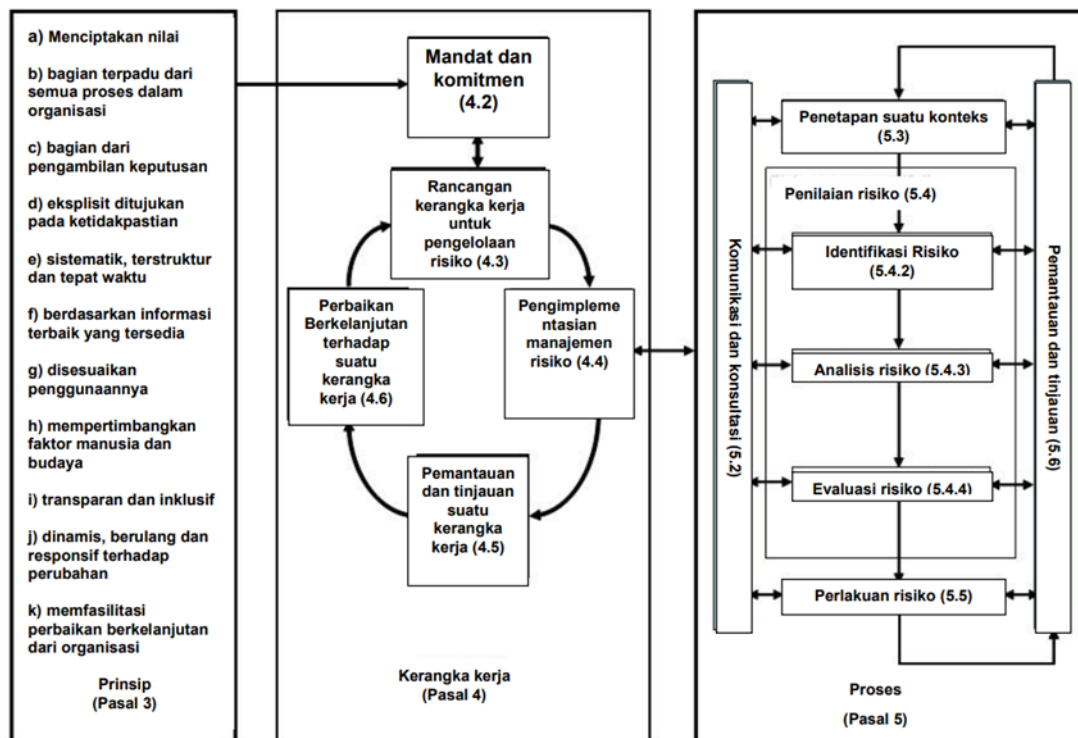 a) Menciptakan nilai
b) bagian terpadu dari
semua proses dalam
organisasi
c) bagian dari
pengambilan keputusan
d) eksplisit ditujukan
pada ketidakpastian
e) sistematik, terstruktur
dan tepat waktu
f) berdasarkan informasi
terbaik yang tersedia
g) disesuaikan
penggunaannya
h) mempertimbangkan
faktor manusia dan
budaya
i) transparan dan inklusif
j) dinamis, berulang dan
responsif terhadap
perubahan
k) memfasilitasi
perbaikan berkelanjutan
dari organisasi
Prinsip
(Pasal 3)
Mandat dan
komitmen
(4.2)
Rancangan
kerangka kerja
untuk
pengelolaan
risiko (4.3)
Perbaikan
Berkelanjutan
terhadap
suatu
kerangka
kerja (4.6)
Pengimpleme
ntasian
manajemen
risiko (4.4)
Pemantauan
dan tinjauan
suatu
kerangka
kerja (4.5)
Kerangka kerja
(Pasal 4)
Komunikasi dan konsultasi (5.2)
Penetapan suatu konteks
(5.3)
Penilaian risiko (5.4)
Identifikasi Risiko
(5.4.2)
Analisis risiko (5.4.3)
Evaluasi risiko (5.4.4)
Perlakuan risiko (5.5)
Pemantauan dan tinjauan (5.6)
Proses
(Pasal 5)